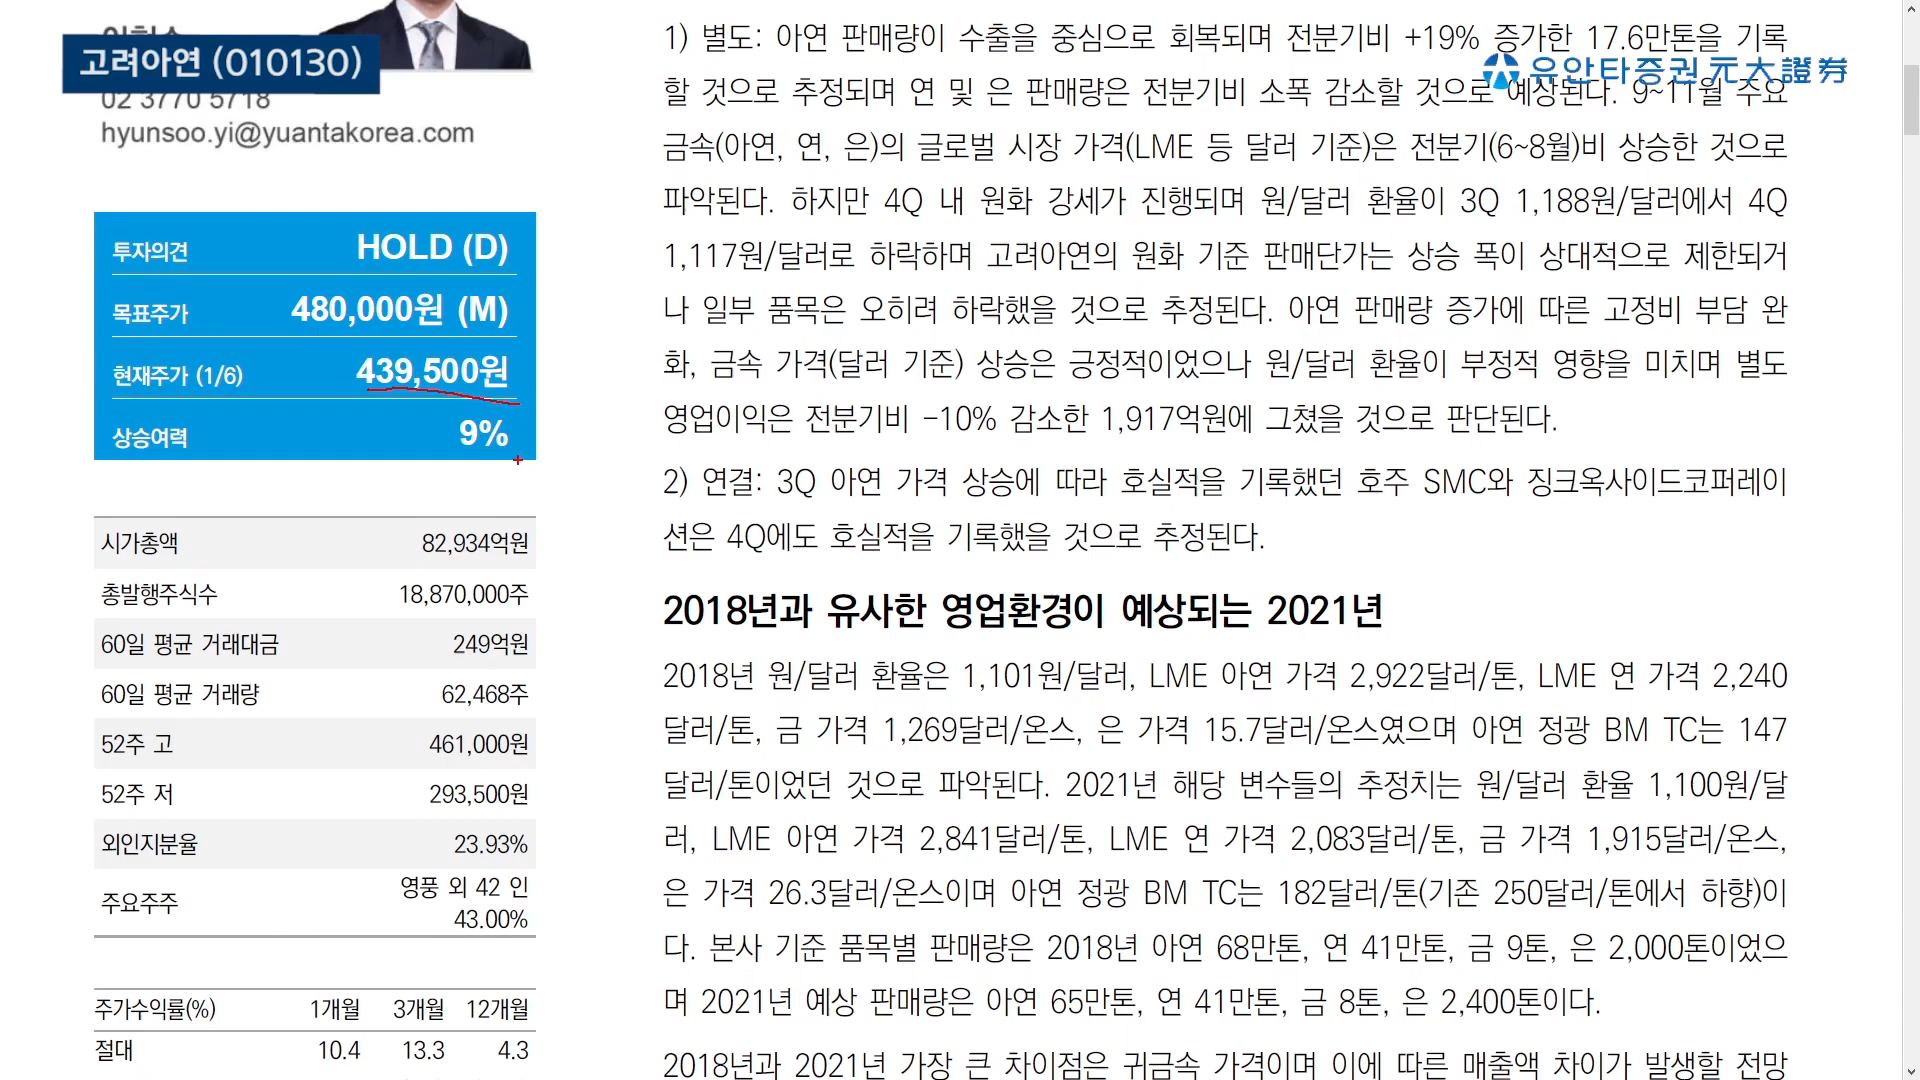 고려아연 (010130)
02 3770 5718
hyunsoo.yi@yuantakorea.com
투자의견 HOLD (D)
목표주가 480,000원 (M)
현재주가 (1/6) 439,500원
상승여력 9%
시가총액 82,934억원
총발행주식수 18,870,000주
60일 평균 거래대금 249억원
60일 평균 거래량 62,468주
52주 고 461,000원
52주 저 293,500원
외인지분율 23.93%
주요주주 영풍 외 42 인
43.00%
주가수익률(%) 1개월 3개월 12개월
절대 10.4 13.3 4.3
유안타증권 元大證券
1) 별도: 아연 판매량이 수출을 중심으로 회복되며 전분기비 +19% 증가한 17.6만톤을 기록
할 것으로 추정되며 연 및 은 판매량은 전분기비 소폭 감소할 것으로 예상된다. 9~11월 주요
금속(아연, 연, 은)의 글로벌 시장 가격(LME 등 달러 기준)은 전분기(6~8월)비 상승한 것으로
파악된다. 하지만 4Q 내 원화 강세가 진행되며 원/달러 환율이 3Q 1,188원/달러에서 4Q
1,117원/달러로 하락하며 고려아연의 원화 기준 판매단가는 상승 폭이 상대적으로 제한되거
나 일부 품목은 오히려 하락했을 것으로 추정된다. 아연 판매량 증가에 따른 고정비 부담 완
화, 금속 가격(달러 기준) 상승은 긍정적이었으나 원/달러 환율이 부정적 영향을 미치며 별도
영업이익은 전분기비 -10% 감소한 1,917억원에 그쳤을 것으로 판단된다.
2) 연결: 3Q 아연 가격 상승에 따라 호실적을 기록했던 호주 SMC와 징크옥사이드코퍼레이
션은 4Q에도 호실적을 기록했을 것으로 추정된다.
2018년과 유사한 영업환경이 예상되는 2021년
2018년 원/달러 환율은 1,101원/달러, LME 아연 가격 2,922달러/톤, LME 연 가격 2,240
달러/톤, 금 가격 1,269달러/온스, 은 가격 15.7달러/온스였으며 아연 정광 BM TC는 147
달러/톤이었던 것으로 파악된다. 2021년 해당 변수들의 추정치는 원/달러 환율 1,100원/달
러, LME 아연 가격 2,841달러/톤, LME 연 가격 2,083달러/톤, 금 가격 1,915달러/온스,
은 가격 26.3달러/온스이며 아연 정광 BM TC는 182달러/톤(기존 250달러/톤에서 하향)이
다. 본사 기준 품목별 판매량은 2018년 아연 68만톤, 연 41만톤, 금 9톤, 은 2,000톤이었으
며 2021년 예상 판매량은 아연 65만톤, 연 41만톤, 금 8톤, 은 2,400톤이다.
2018년과 2021년 가장 큰 차이점은 귀금속 가격이며 이에 따른 매출액 차이가 발생할 전망